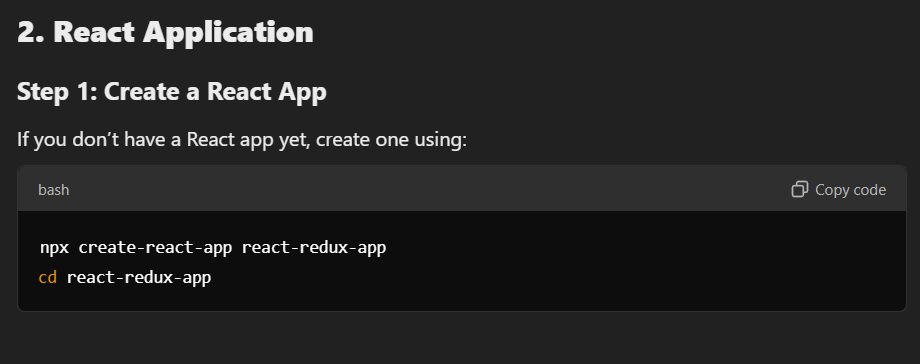 2. React Application
Step 1: Create a React App
If you don’t have a React app yet, create one using:
bash
Copy code
npx create-react-app react-redux-app
cd react-redux-app